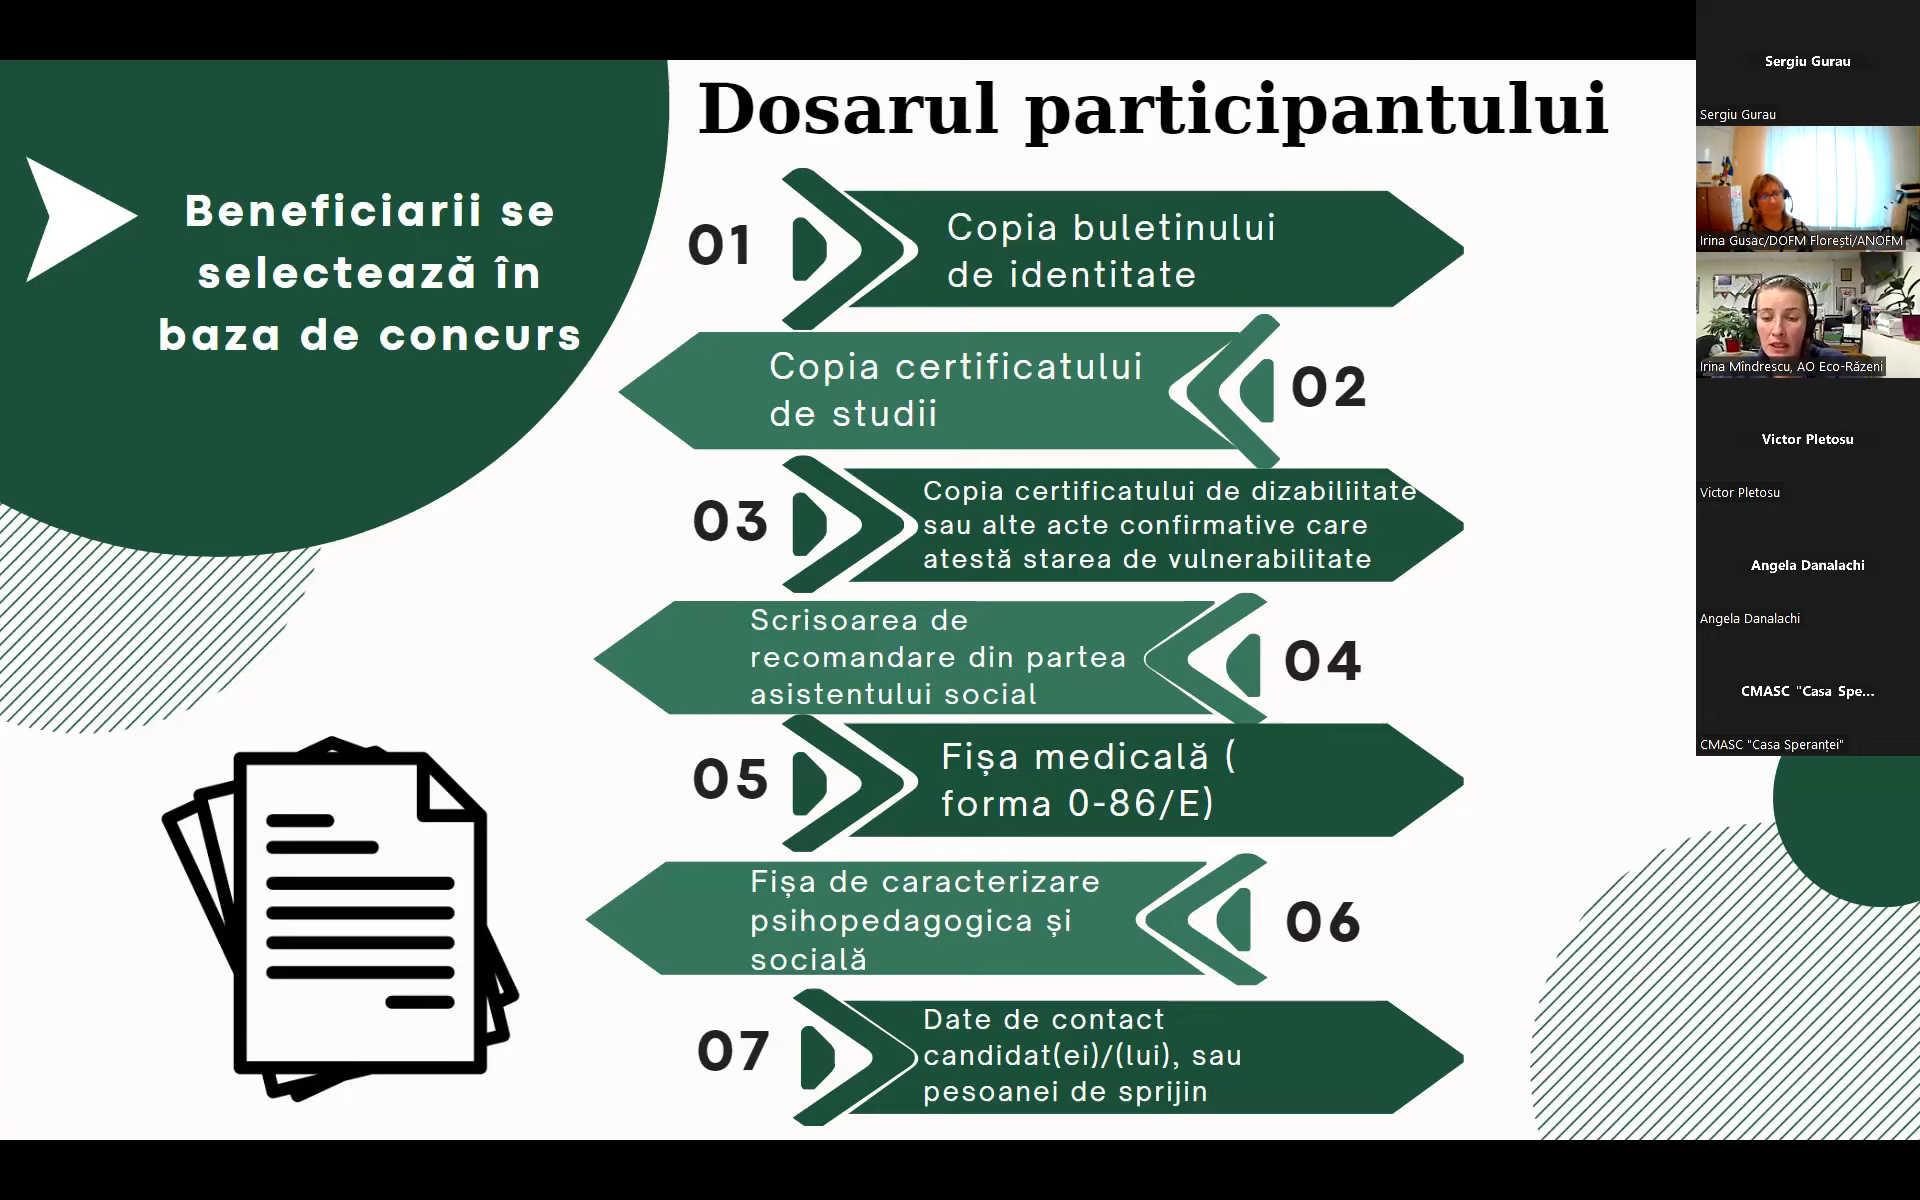 Dosarul participantului
Beneficiarii se
selectează în
baza de concurs
01
Copia buletinului
de identitate
Copia certificatului
de studii
02
03
Copia certificatului de dizabiliitate
sau alte acte confirmative care
atestă starea de vulnerabilitate
Scrisoarea de
recomandare din partea
asistentului social
04
05
Fișa medicală (
forma 0-86/E)
Fișa de caracterizare
psihopedagogica și
socială
06
07
Date de contact
candidat(ei)/(lui), sau
pesoanei de sprijin
Sergiu Gurau
Sergiu Gurau
Irina Gusac/DOFM Florești/ANOFM
Irina Mîndrescu, AO Eco-Răzeni
Victor Pletosu
Victor Pletosu
Angela Danalachi
Angela Danalachi
CMASC "Casa Spe...
CMASC "Casa Speranței"